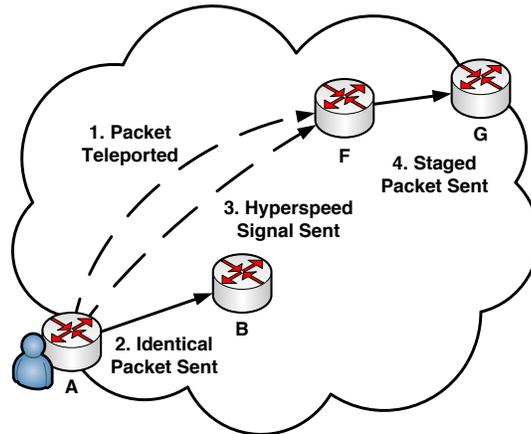 1. Packet
Teleported
F
G
4. Staged
Packet Sent
3. Hyperspeed
Signal Sent
B
2. Identical
Packet Sent
A